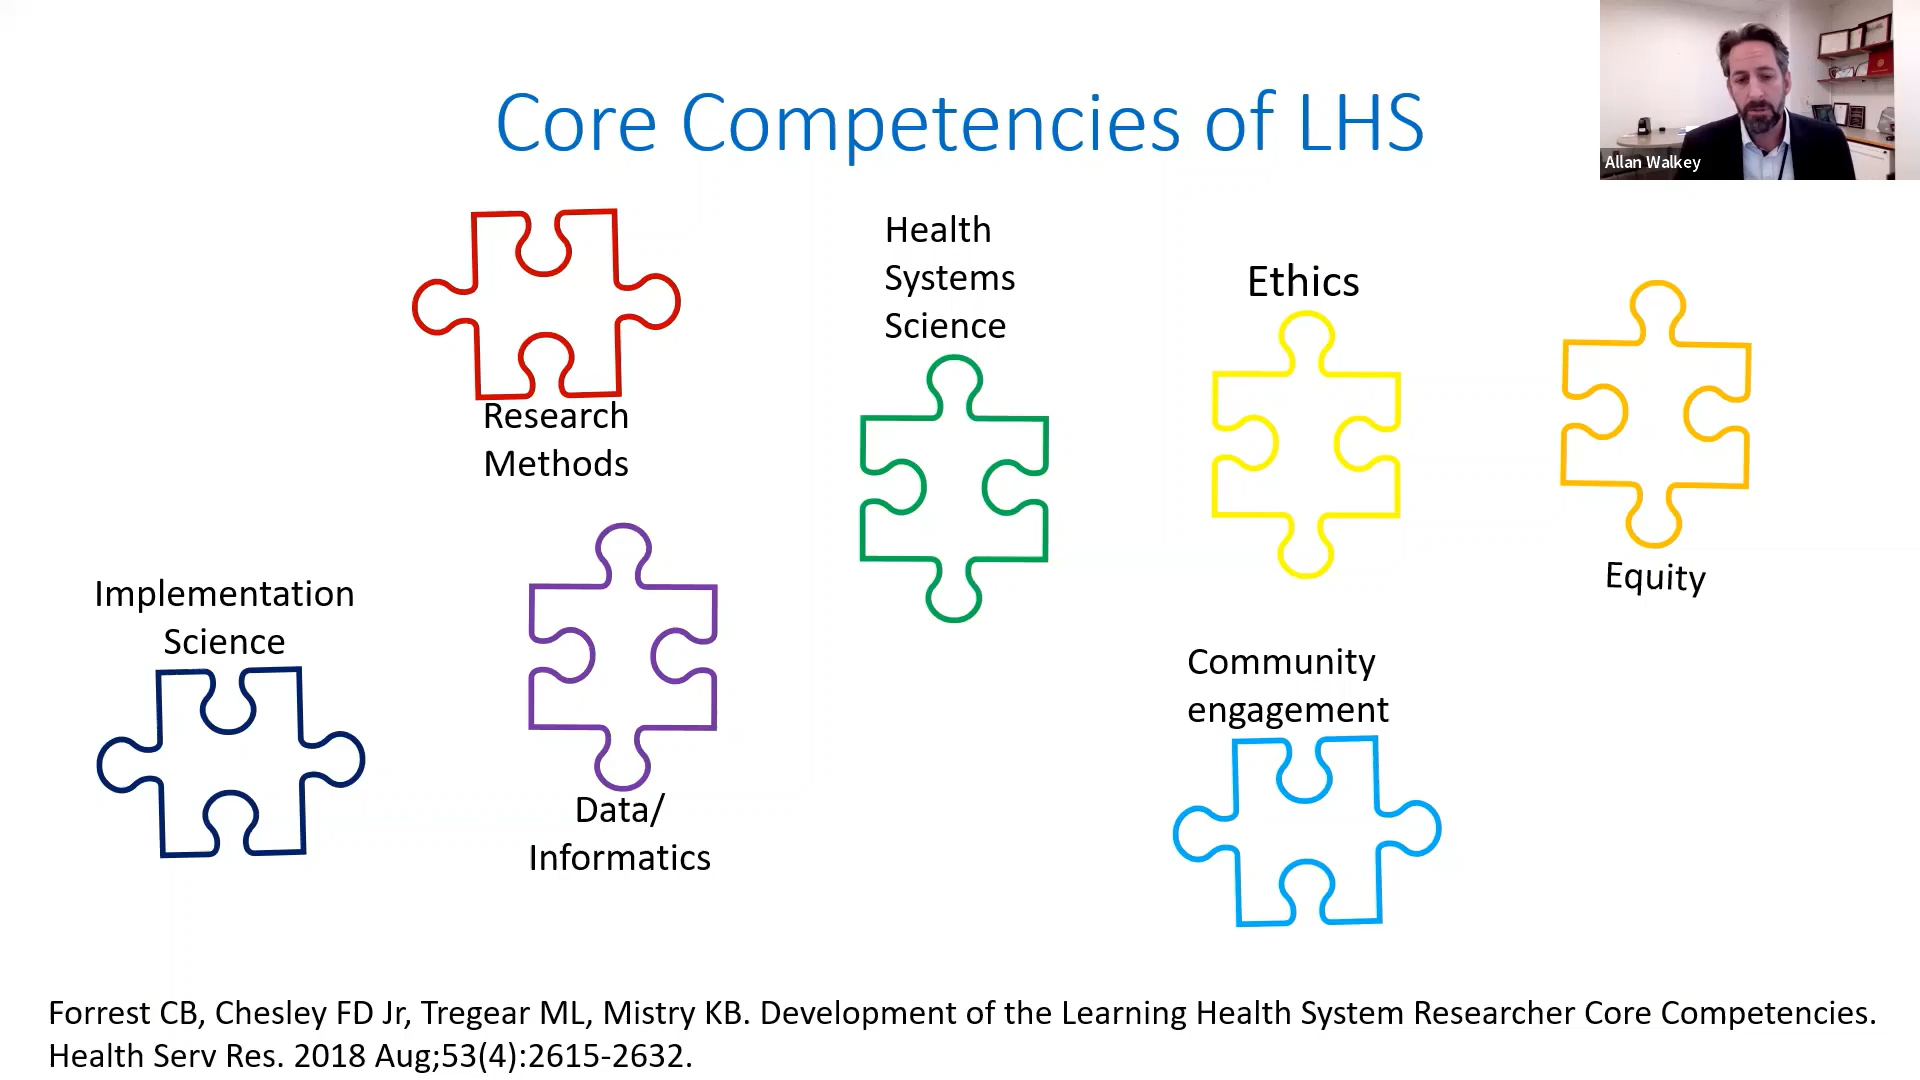 Core Competencies of LHS
Allan Walkey
Research
Methods
Health
Systems
Science
Ethics
Equity
Implementation
Science
Data/
Informatics
Community
engagement
Forrest CB, Chesley FD Jr, Tregear ML, Mistry KB. Development of the Learning Health System Researcher Core Competencies.
Health Serv Res. 2018 Aug;53(4):2615-2632.